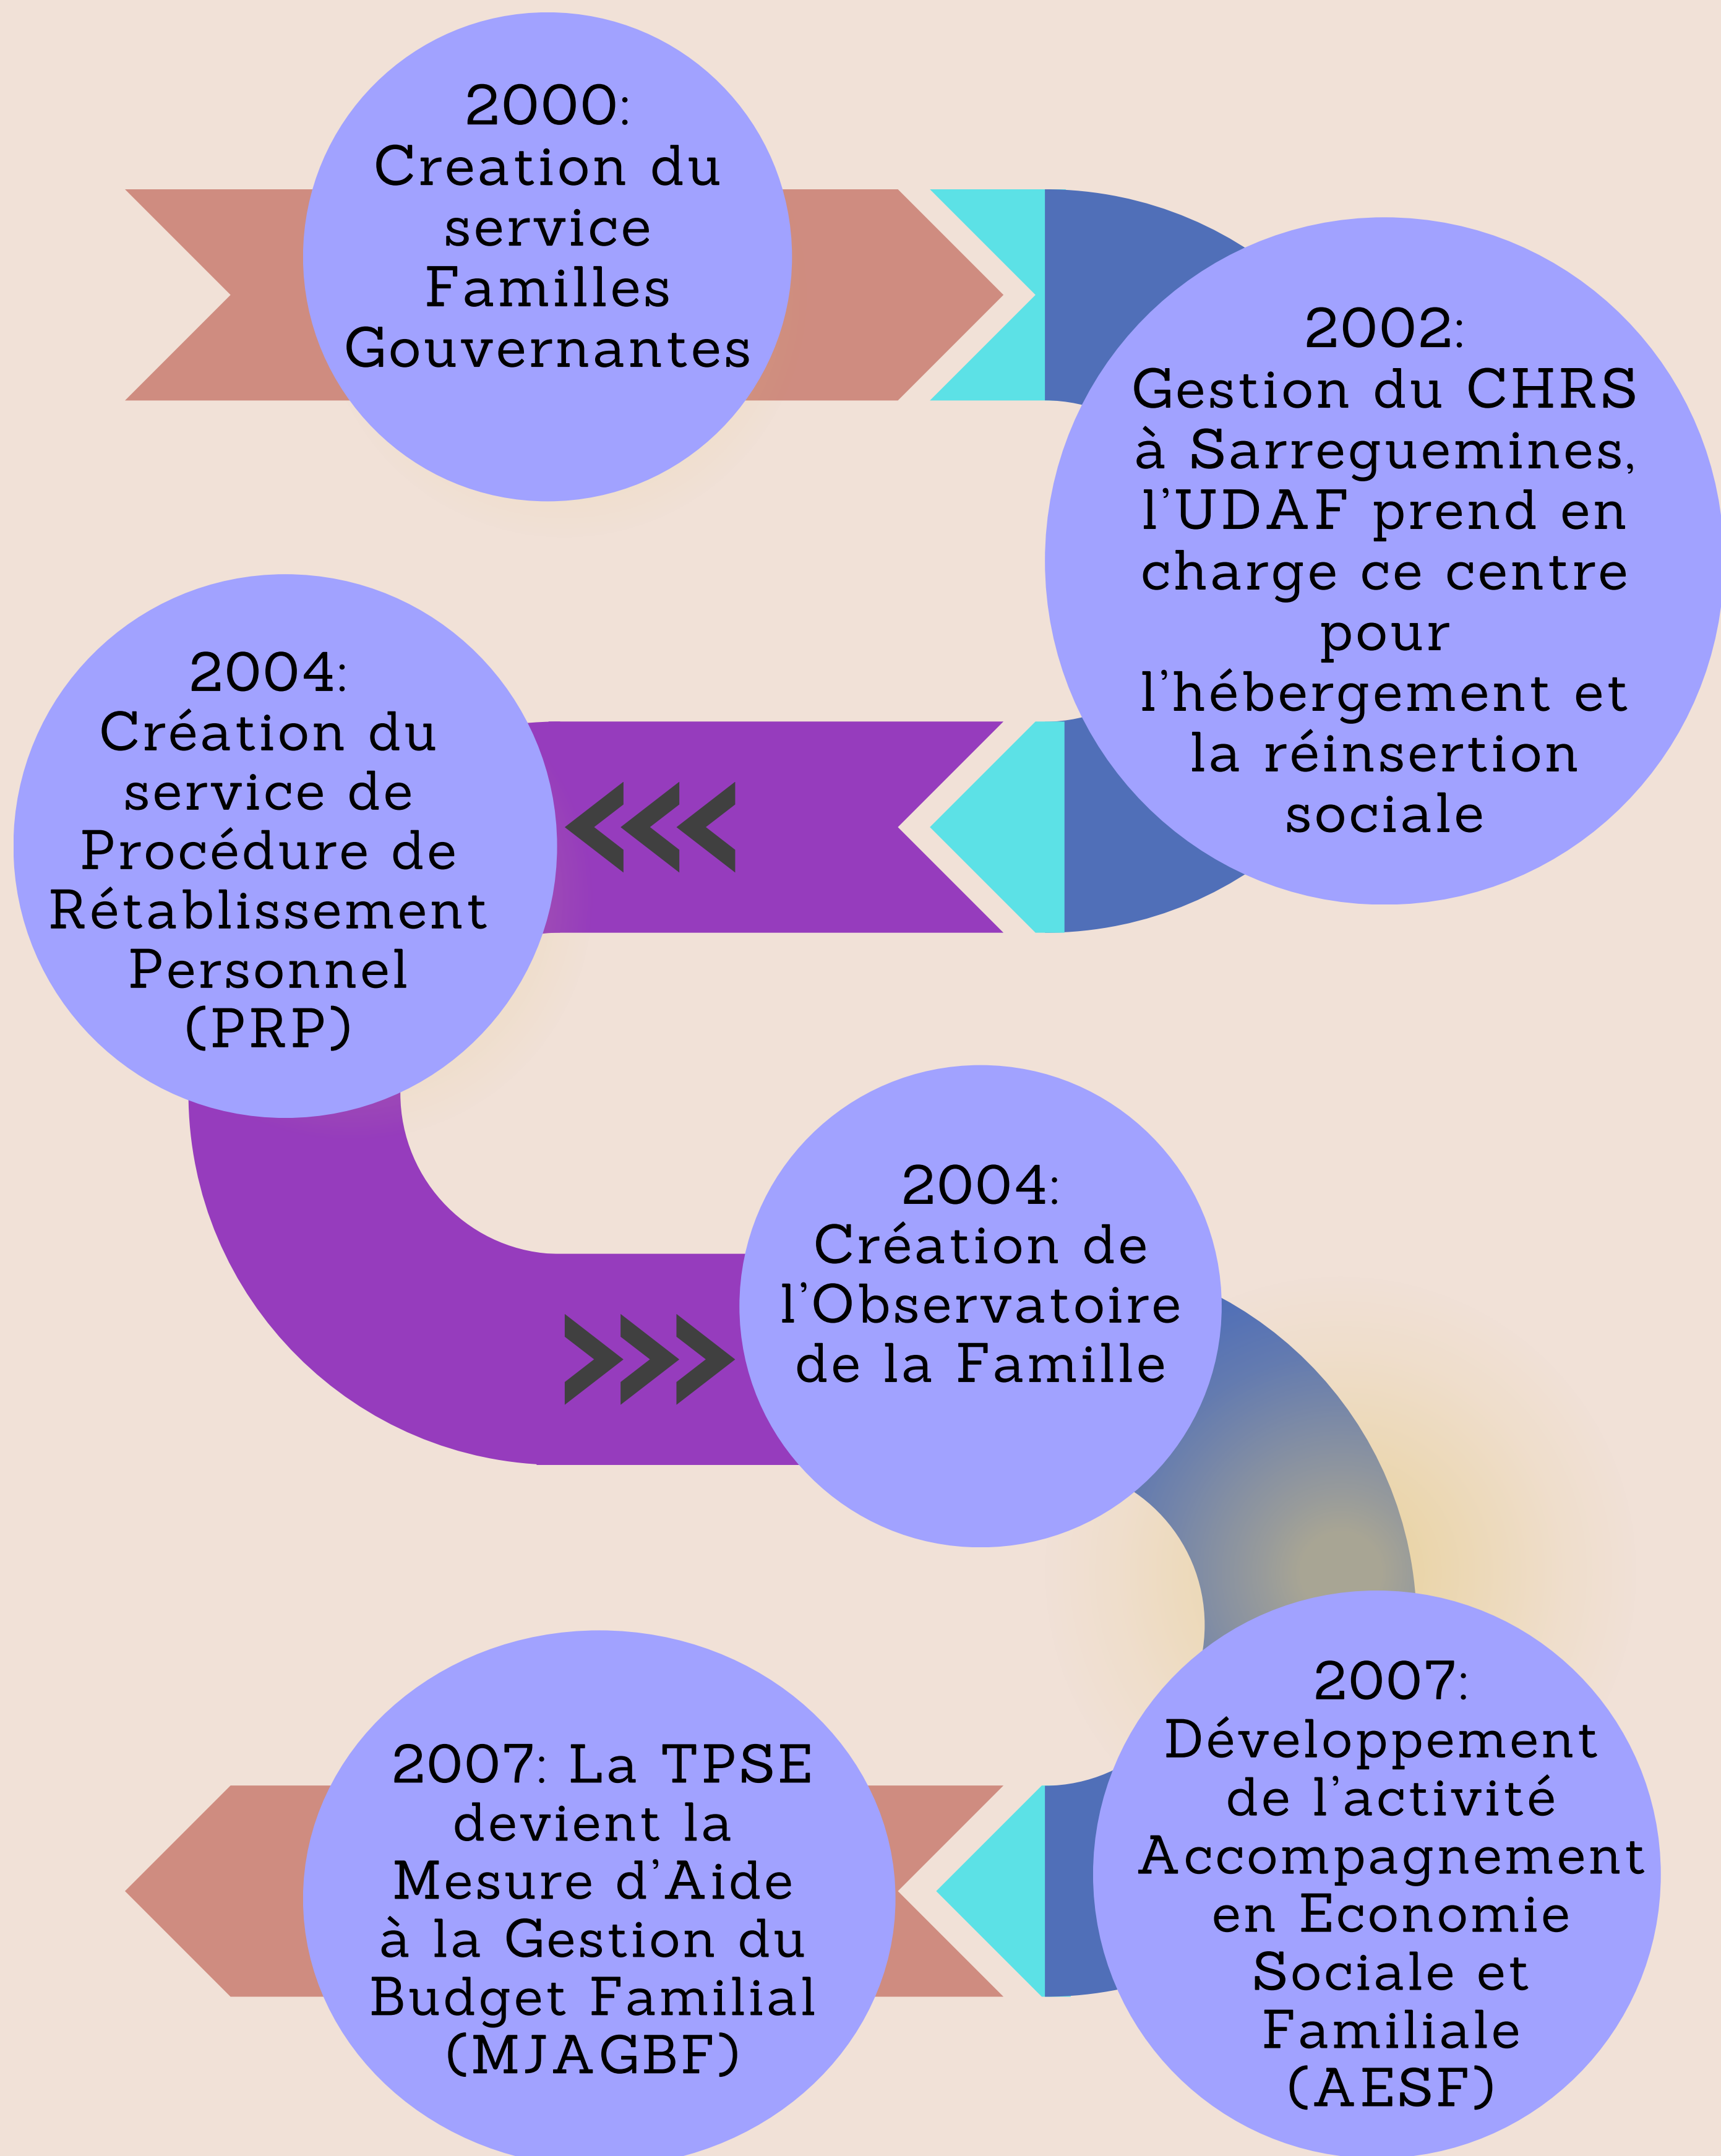 2000:
Creation du
service
Familles
Gouvernantes
2002:
Gestion du CHRS
à Sarreguemines,
l'UDAF prend en
charge ce centre
pour
l'hébergement et
la réinsertion
sociale
2004:
Création du
service de
Procédure de
Rétablissement
Personnel
(PRP)
2004:
Création de
l'Observatoire
de la Famille
2007:
Développement
de l'activité
Accompagnement
en Economie
Sociale et
Familiale
(AESF)
2007: La TPSE
devient la
Mesure d'Aide
à la Gestion du
Budget Familial
(MJAGBF)